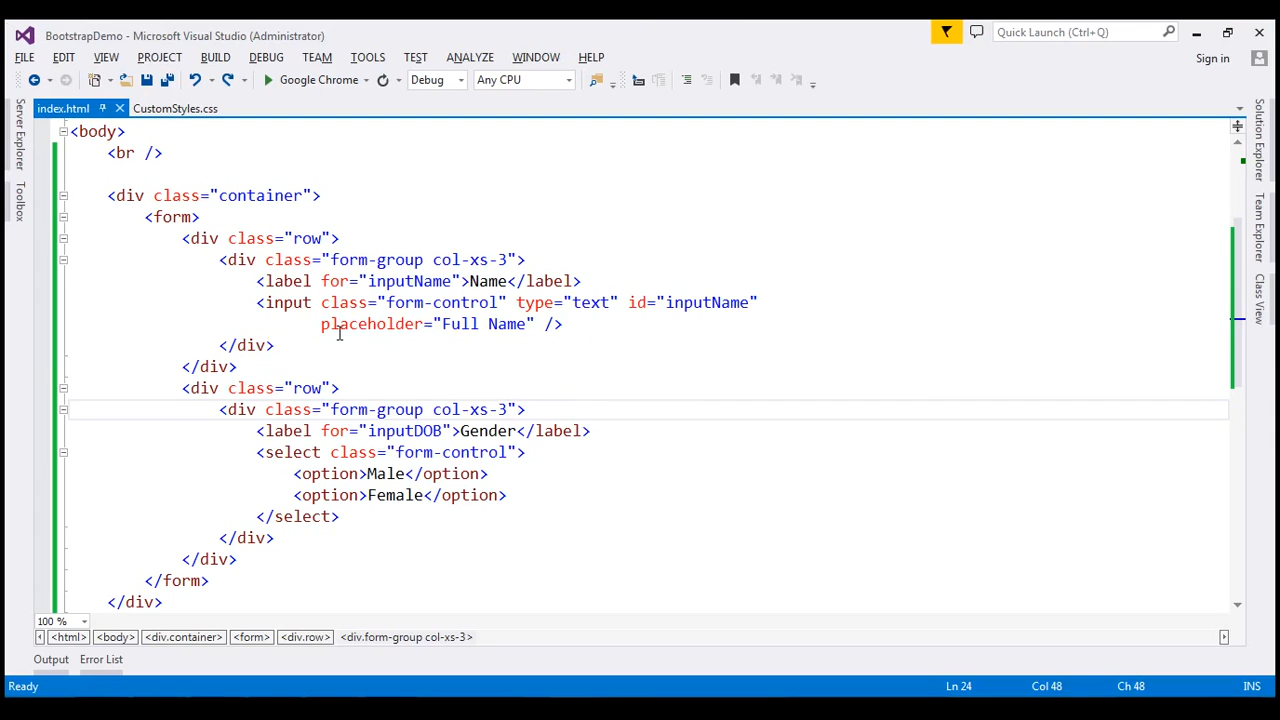 BootstrapDemo - Microsoft Visual Studio (Administrator)
Quick Launch (Ctrl+Q)
FILE EDIT VIEW PROJECT BUILD DEBUG TEAM TOOLS TEST ANALYZE WINDOW HELP
Sign in
Google Chrome Debug Any CPU
index.html CustomStyles.css
Server Explorer
Toolbox
Solution Explorer
Team Explorer
Class View
<body>
<br />
<div class="container">
<form>
<div class="row">
<div class="form-group col-xs-3">
<label for="inputName">Name</label>
<input class="form-control" type="text" id="inputName"
placeholder="Full Name" />
</div>
</div>
<div class="row">
<div class="form-group col-xs-3">
<label for="inputDOB">Gender</label>
<select class="form-control">
<option>Male</option>
<option>Female</option>
</select>
</div>
</div>
</form>
</div>
100 %
<html> <body> <div.container> <form> <div.row> <div.form-group col-xs-3>
Output Error List
Ready Ln 24 Col 48 Ch 48 INS